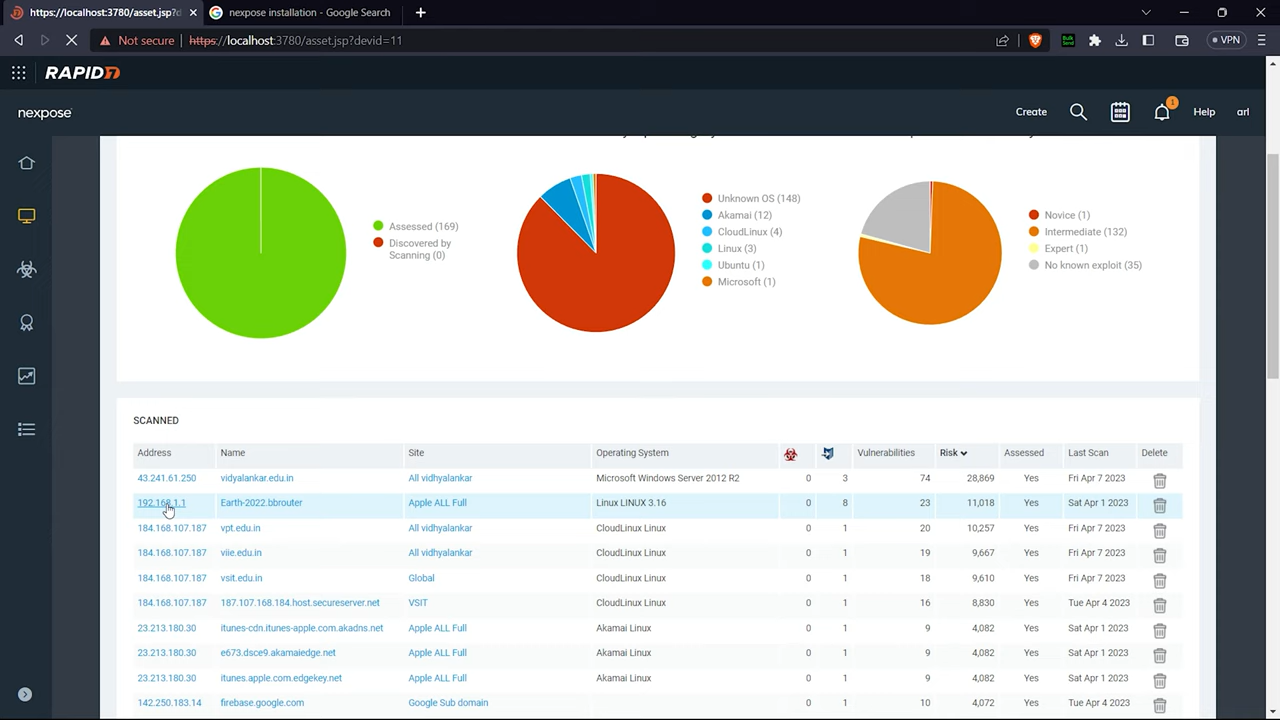 https://localhost:3780/asset.jsp?d
nexpose installation - Google Search
Not secure
https://localhost:3780/asset.jsp?devid=11
Bulk Send
VPN
RAPID7
nexpose
Create
1
Help
arl
Assessed (169)
Discovered by
Scanning (0)
Unknown OS (148)
Akamai (12)
CloudLinux (4)
Linux (3)
Ubuntu (1)
Microsoft (1)
Novice (1)
Intermediate (132)
Expert (1)
No known exploit (35)
SCANNED
Address Name Site Operating System Vulnerabilities Risk Assessed Last Scan Delete
43.241.61.250 vidyalankar.edu.in All vidhyalankar Microsoft Windows Server 2012 R2 0 3 74 28,869 Yes Fri Apr 7 2023
192.168.1.1 Earth-2022.bbrouter Apple ALL Full Linux LINUX 3.16 0 8 23 11,018 Yes Sat Apr 1 2023
184.168.107.187 vpt.edu.in All vidhyalankar CloudLinux Linux 0 1 20 10,257 Yes Fri Apr 7 2023
184.168.107.187 viie.edu.in All vidhyalankar CloudLinux Linux 0 1 19 9,667 Yes Fri Apr 7 2023
184.168.107.187 vsit.edu.in Global CloudLinux Linux 0 1 18 9,610 Yes Fri Apr 7 2023
184.168.107.187 187.107.168.184.host.secureserver.net VSIT CloudLinux Linux 0 1 16 8,830 Yes Tue Apr 4 2023
23.213.180.30 itunes-cdn.itunes-apple.com.akadns.net Apple ALL Full Akamai Linux 0 1 9 4,082 Yes Sat Apr 1 2023
23.213.180.30 e673.dsce9.akamaiedge.net Apple ALL Full Akamai Linux 0 1 9 4,082 Yes Sat Apr 1 2023
23.213.180.30 itunes.apple.com.edgekey.net Apple ALL Full Akamai Linux 0 1 9 4,082 Yes Sat Apr 1 2023
142.250.183.14 firebase.google.com Google Sub domain 0 1 10 4,072 Yes Tue Apr 4 2023